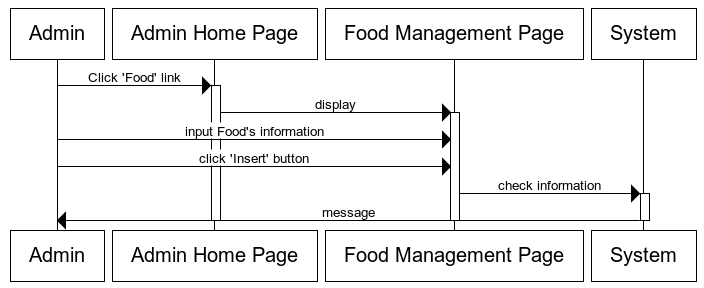 Admin
Admin Home Page
Food Management Page
System
Click 'Food' link
display
input Food's information
click 'Insert' button
check information
message
Admin
Admin Home Page
Food Management Page
System